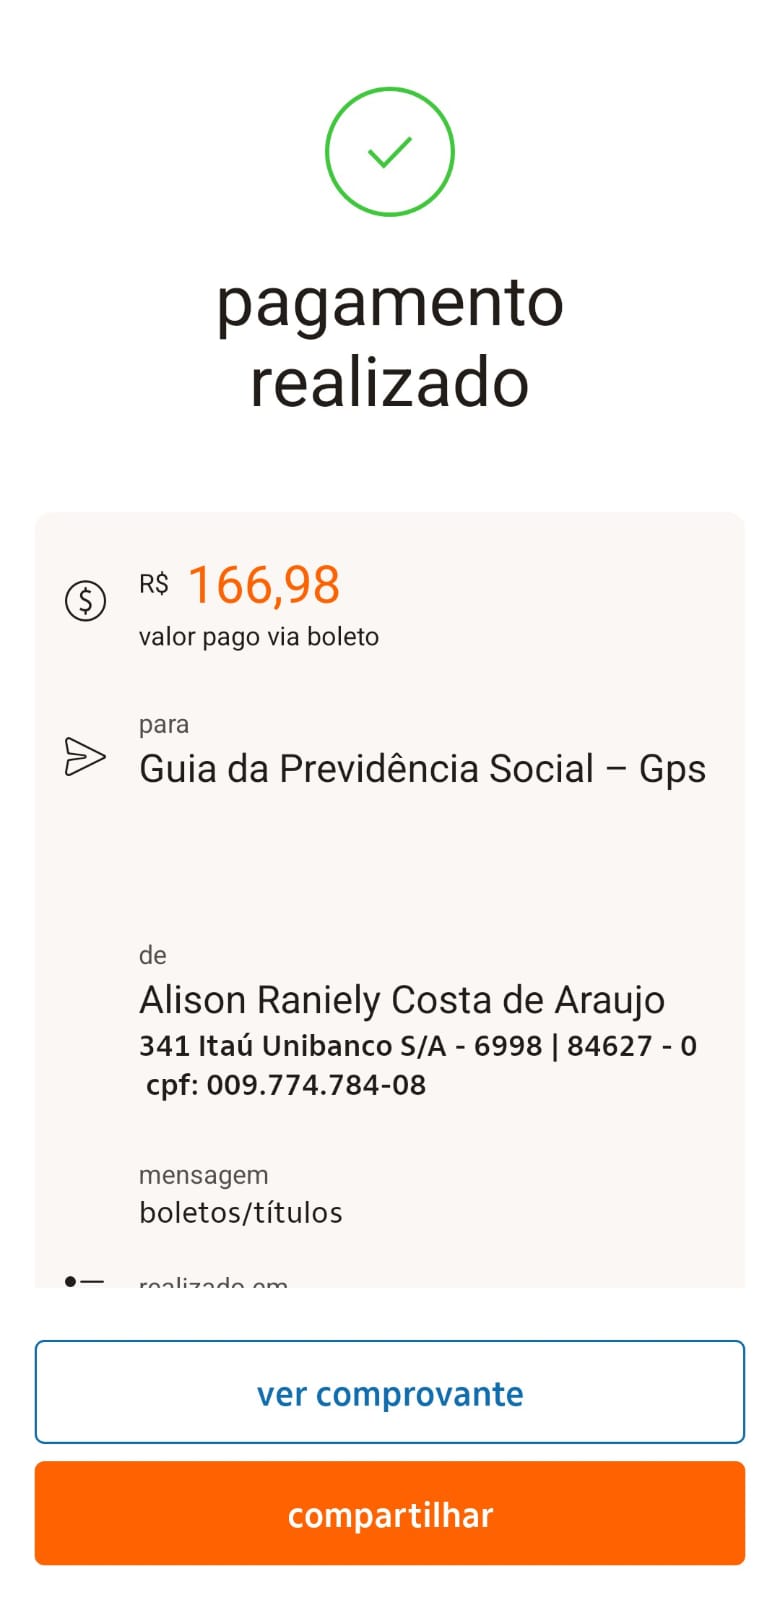 pagamento
realizado
R$ 166,98
valor pago via boleto
para
Guia da Previdência Social – Gps
de
Alison Raniely Costa de Araujo
341 Itaú Unibanco S/A - 6998 | 84627 - 0
cpf: 009.774.784-08
mensagem
boletos/títulos
realizado em
ver comprovante
compartilhar